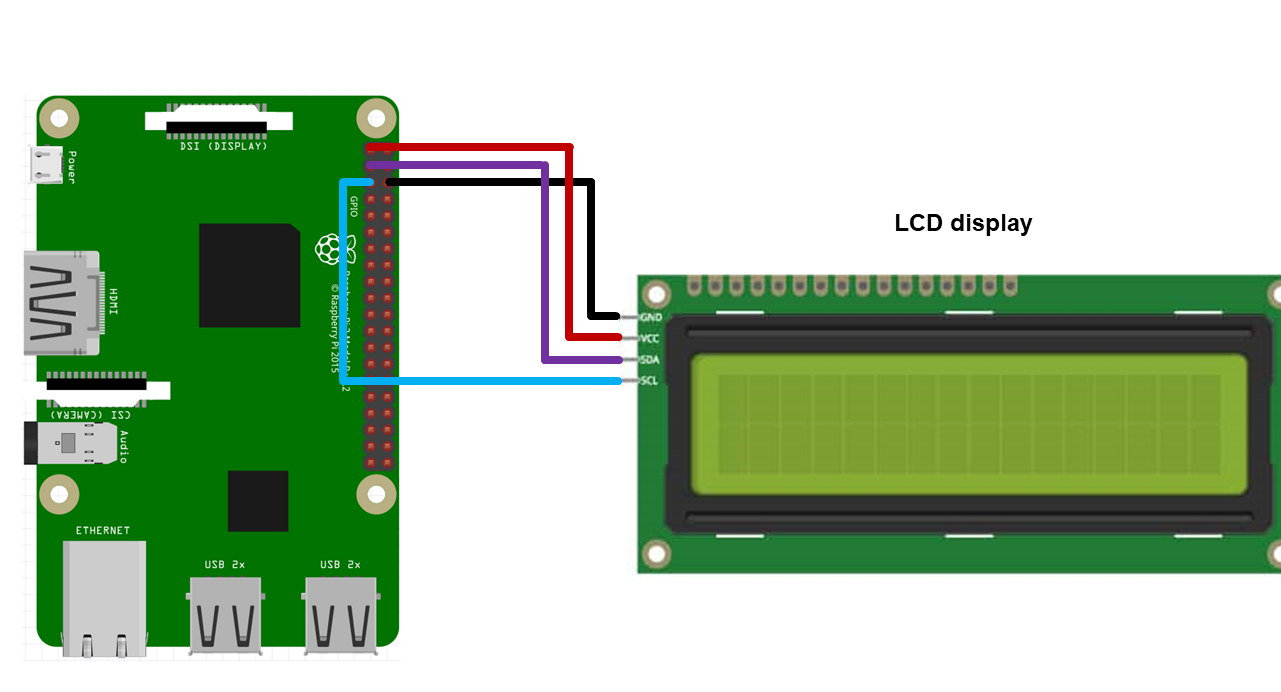 LCD display
DSI (DISPLAY)
Power
GPIO
HDMI
© Raspberry Pi 2015
CSI (CAMERA)
Audio
ETHERNET
USB 2x
USB 2x
GND
VCC
SDA
SCL